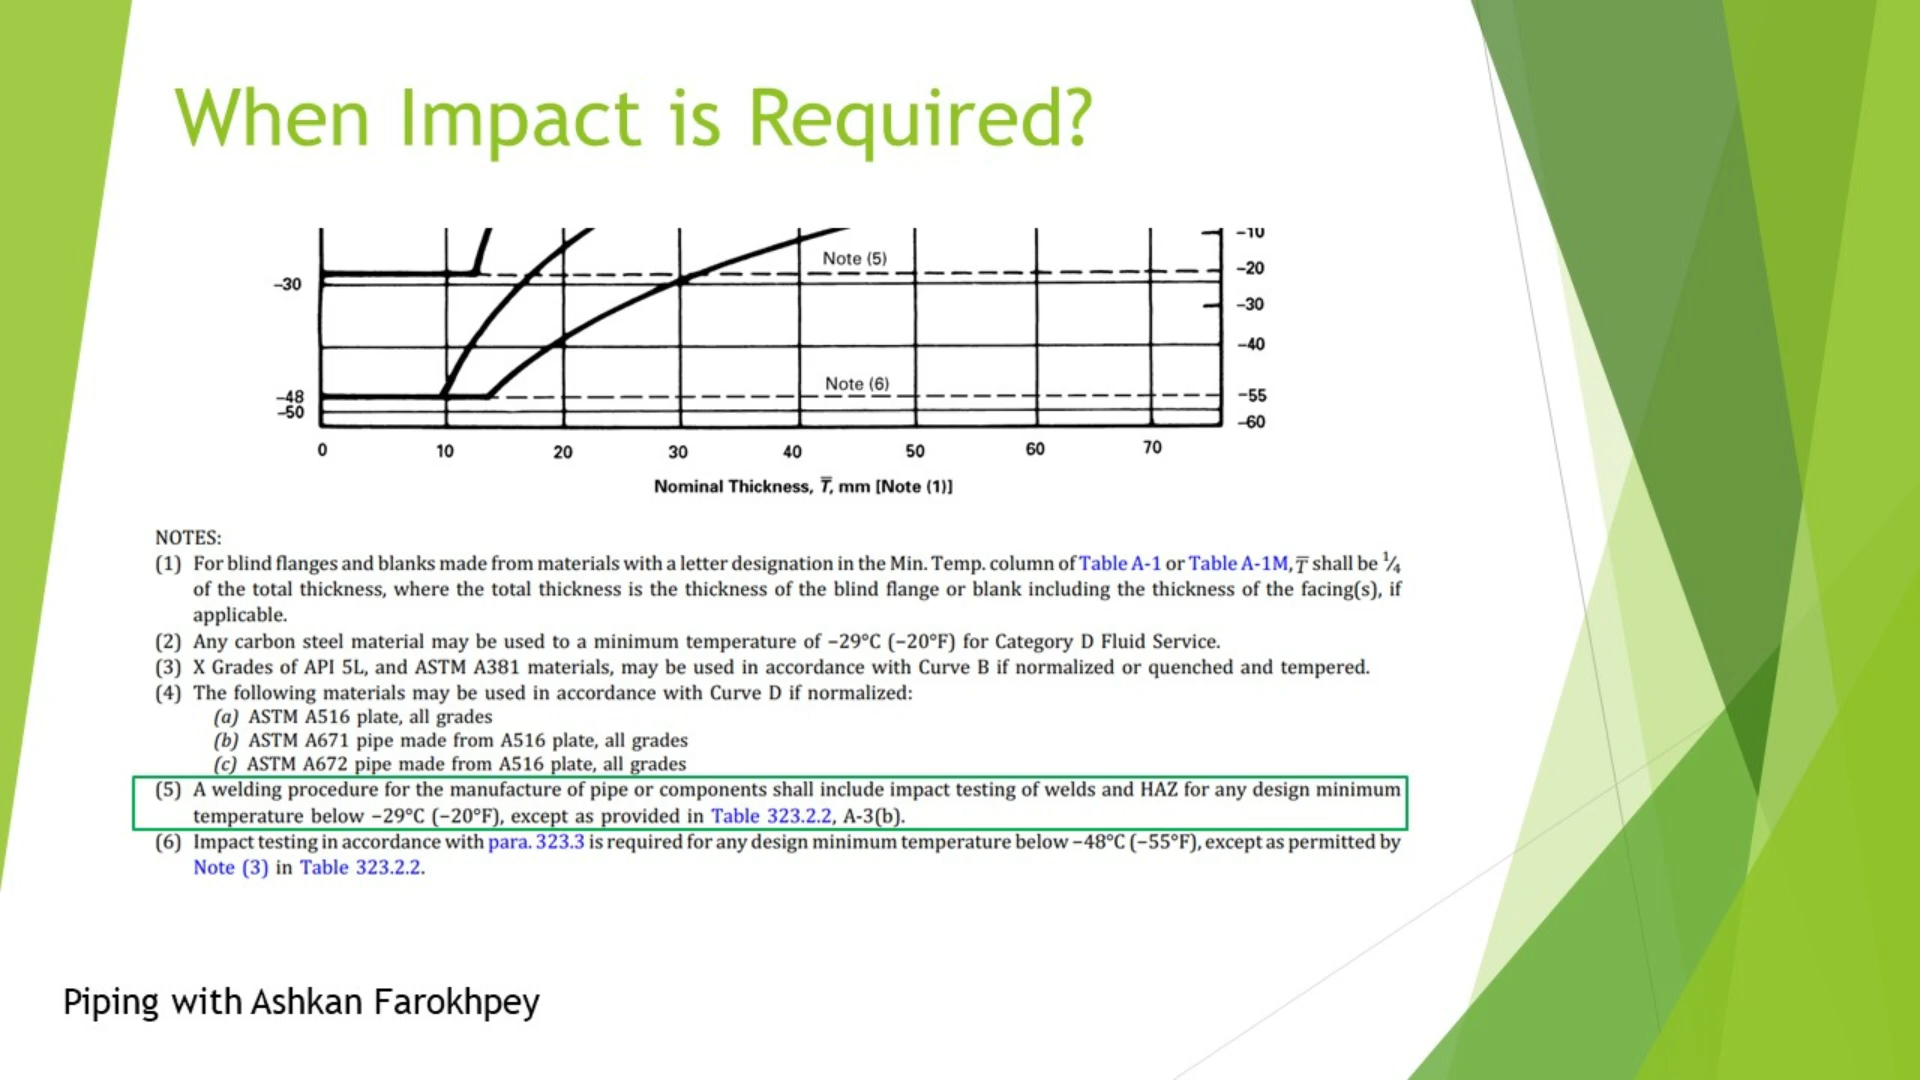 When Impact is Required?
Note (5)
−10
−20
−30
−30
−40
Note (6)
−48
−50
−55
−60
0 10 20 30 40 50 60 70
Nominal Thickness, T̅, mm [Note (1)]
NOTES:
(1) For blind flanges and blanks made from materials with a letter designation in the Min. Temp. column of Table A-1 or Table A-1M, T̅ shall be ¼
of the total thickness, where the total thickness is the thickness of the blind flange or blank including the thickness of the facing(s), if
applicable.
(2) Any carbon steel material may be used to a minimum temperature of −29°C (−20°F) for Category D Fluid Service.
(3) X Grades of API 5L, and ASTM A381 materials, may be used in accordance with Curve B if normalized or quenched and tempered.
(4) The following materials may be used in accordance with Curve D if normalized:
(a) ASTM A516 plate, all grades
(b) ASTM A671 pipe made from A516 plate, all grades
(c) ASTM A672 pipe made from A516 plate, all grades
(5) A welding procedure for the manufacture of pipe or components shall include impact testing of welds and HAZ for any design minimum
temperature below −29°C (−20°F), except as provided in Table 323.2.2, A-3(b).
(6) Impact testing in accordance with para. 323.3 is required for any design minimum temperature below −48°C (−55°F), except as permitted by
Note (3) in Table 323.2.2.
Piping with Ashkan Farokhpey